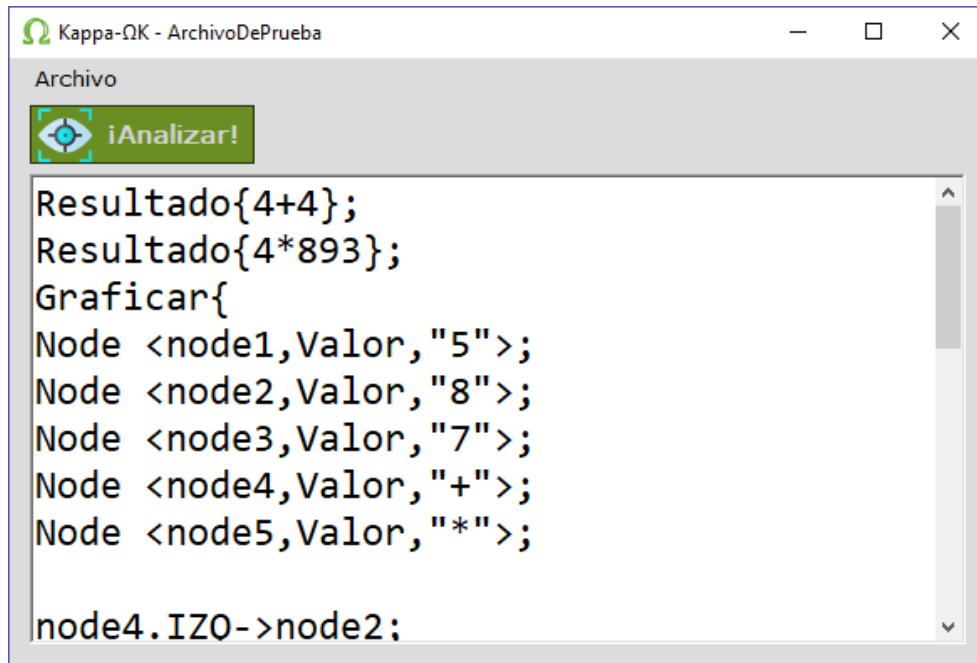 Kappa-ΩK - ArchivoDePrueba
Archivo
¡Analizar!
Resultado{4+4};
Resultado{4*893};
Graficar{
Node <node1,Valor,"5">;
Node <node2,Valor,"8">;
Node <node3,Valor,"7">;
Node <node4,Valor,"+">;
Node <node5,Valor,"*">;
node4.IZQ->node2;